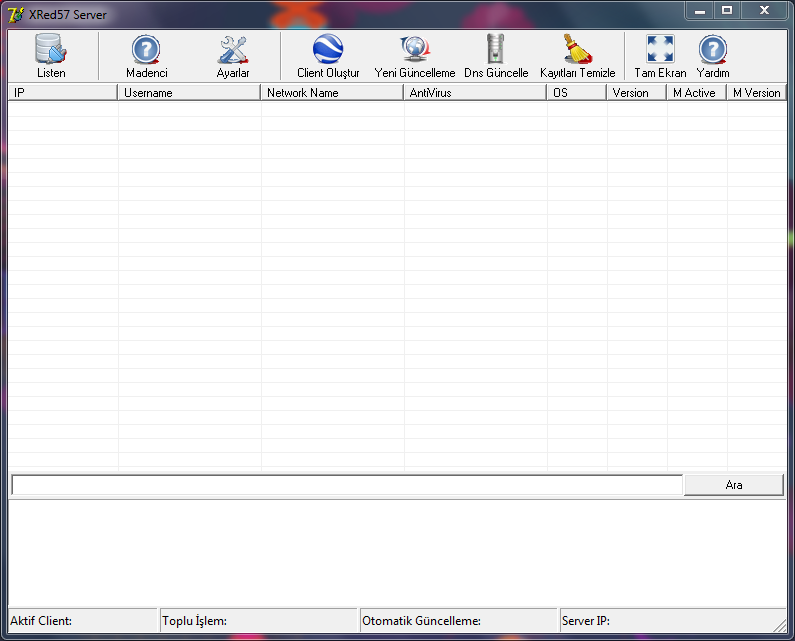 XRed57 Server
Listen Madenci Ayarlar Client Oluştur Yeni Güncelleme Dns Güncelle Kayıtları Temizle Tam Ekran Yardım
IP Username Network Name AntiVirus OS Version M Active M Version
Ara
Aktif Client: Toplu İşlem: Otomatik Güncelleme: Server IP: